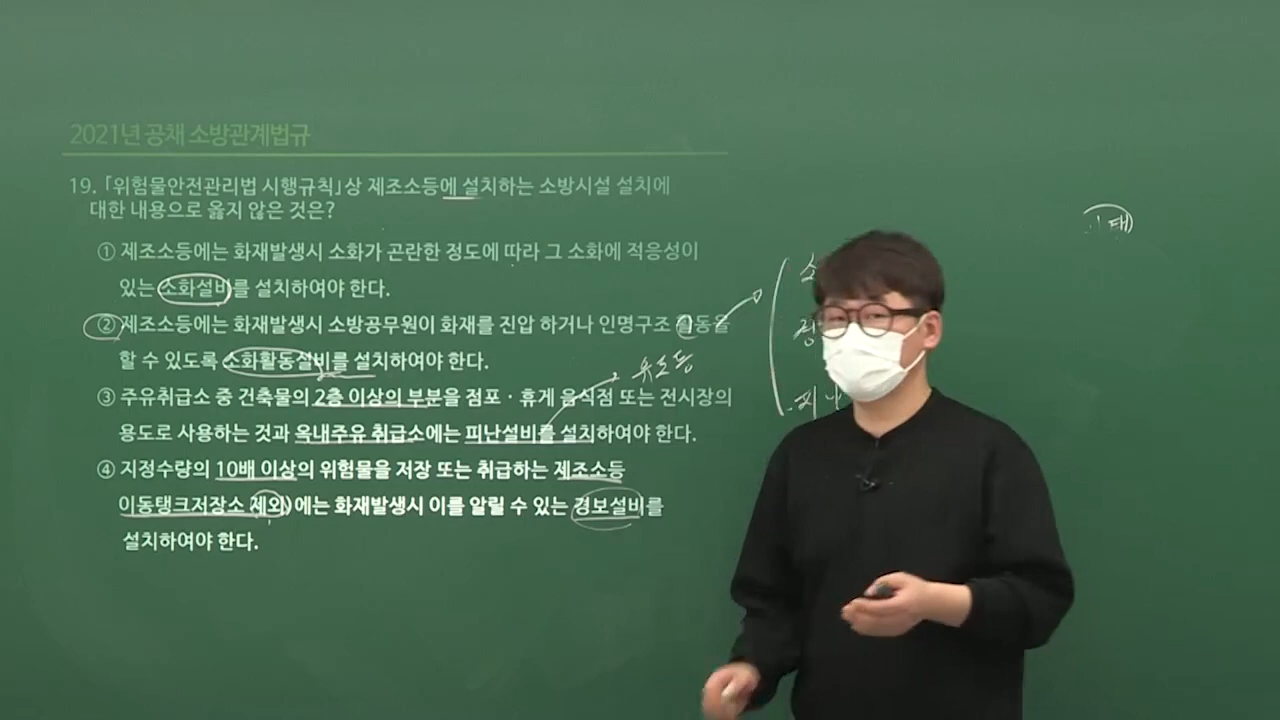 2021년 공채 소방관계법규
19. 「위험물안전관리법 시행규칙」상 제조소등에 설치하는 소방시설 설치에
대한 내용으로 옳지 않은 것은?
① 제조소등에는 화재발생시 소화가 곤란한 정도에 따라 그 소화에 적응성이
있는 소화설비를 설치하여야 한다.
② 제조소등에는 화재발생시 소방공무원이 화재를 진압 하거나 인명구조 활동을
할 수 있도록 소화활동설비를 설치하여야 한다.
유도등
③ 주유취급소 중 건축물의 2층 이상의 부분을 점포 · 휴게 음식점 또는 전시장의
용도로 사용하는 것과 옥내주유 취급소에는 피난설비를 설치하여야 한다.
④ 지정수량의 10배 이상의 위험물을 저장 또는 취급하는 제조소등
이동탱크저장소 제외)에는 화재발생시 이를 알릴 수 있는 경보설비를
설치하여야 한다.
소
경
피난